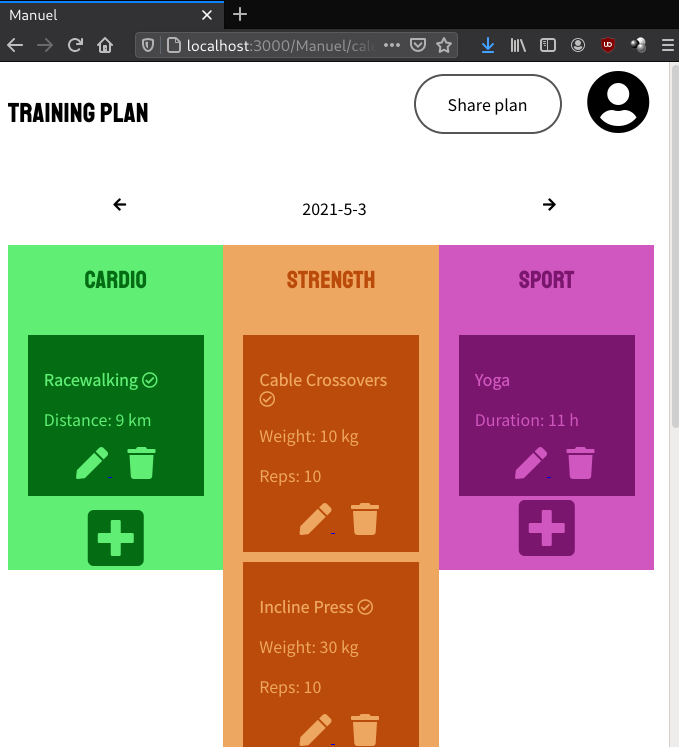 Manuel
localhost:3000/Manuel/cal
TRAINING PLAN
Share plan
2021-5-3
CARDIO
STRENGTH
SPORT
Racewalking
Distance: 9 km
Cable Crossovers
Weight: 10 kg
Reps: 10
Yoga
Duration: 11 h
Incline Press
Weight: 30 kg
Reps: 10